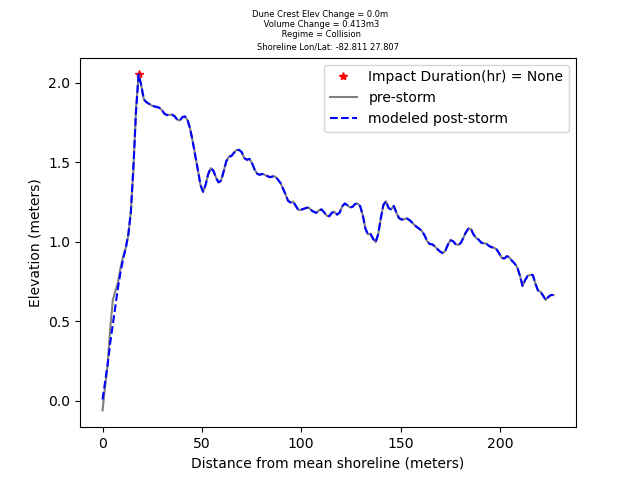 Dune Crest Elev Change = 0.0m
Volume Change = 0.413m3
Regime = Collision
Shoreline Lon/Lat: -82.811 27.807
Impact Duration(hr) = None
pre-storm
modeled post-storm
Elevation (meters)
2.0
1.5
1.0
0.5
0.0
0 50 100 150 200
Distance from mean shoreline (meters)